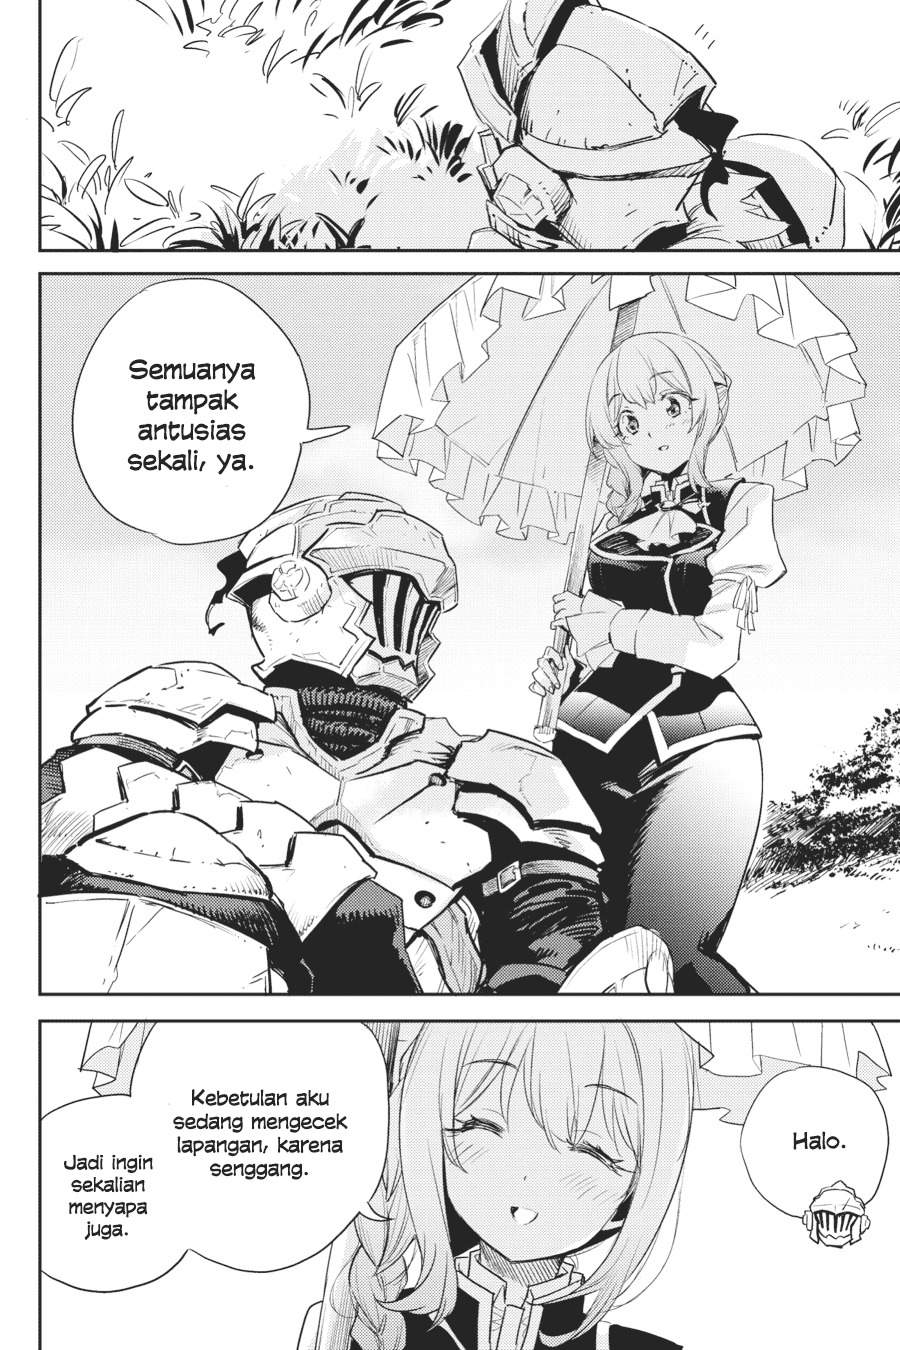 Semuanya
tampak
antusias
sekali, ya.
Halo.
Kebetulan aku
sedang mengecek
lapangan, karena
senggang.
Jadi ingin
sekalian
menyapa
juga.